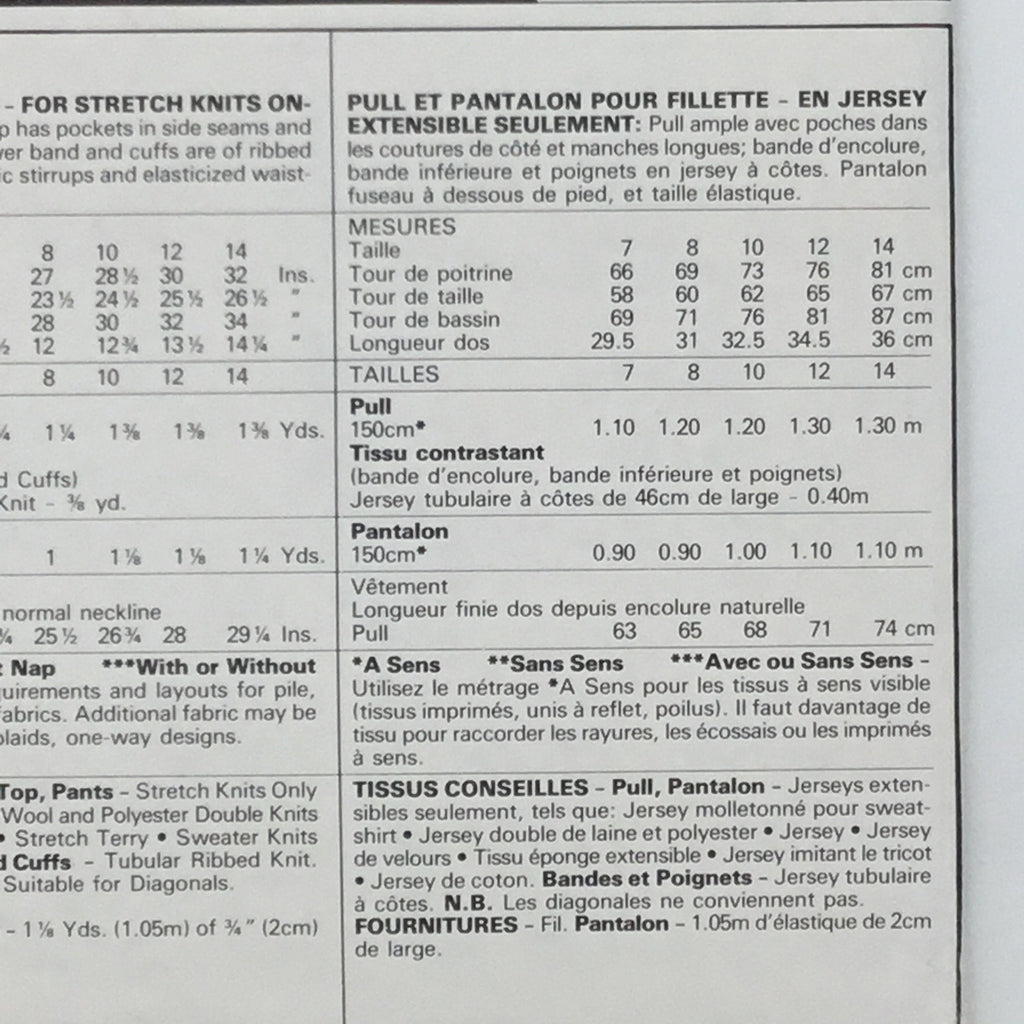 - FOR STRETCH KNITS ON-
p has pockets in side seams and
er band and cuffs are of ribbed
ic stirrups and elasticized waist-
8 10 12 14
27 28½ 30 32 Ins.
23½ 24½ 25½ 26½ "
28 30 32 34 "
½ 12 12¾ 13½ 14¼ "
8 10 12 14
¼ 1¼ 1⅜ 1⅜ 1⅜ Yds.
d Cuffs)
Knit - ⅜ yd.
1 1⅛ 1⅛ 1¼ Yds.
normal neckline
¾ 25½ 26¾ 28 29¼ Ins.
t Nap ***With or Without
uirements and layouts for pile,
fabrics. Additional fabric may be
plaids, one-way designs.
Top, Pants - Stretch Knits Only
Wool and Polyester Double Knits
• Stretch Terry • Sweater Knits
d Cuffs - Tubular Ribbed Knit.
Suitable for Diagonals.
- 1⅛ Yds. (1.05m) of ¾" (2cm)
PULL ET PANTALON POUR FILLETTE - EN JERSEY
EXTENSIBLE SEULEMENT: Pull ample avec poches dans
les coutures de côté et manches longues; bande d'encolure,
bande inférieure et poignets en jersey à côtes. Pantalon
fuseau à dessous de pied, et taille élastique.
MESURES
Taille 7 8 10 12 14
Tour de poitrine 66 69 73 76 81 cm
Tour de taille 58 60 62 65 67 cm
Tour de bassin 69 71 76 81 87 cm
Longueur dos 29.5 31 32.5 34.5 36 cm
TAILLES 7 8 10 12 14
Pull
150cm* 1.10 1.20 1.20 1.30 1.30 m
Tissu contrastant
(bande d'encolure, bande inférieure et poignets)
Jersey tubulaire à côtes de 46cm de large - 0.40m
Pantalon
150cm* 0.90 0.90 1.00 1.10 1.10 m
Vêtement
Longueur finie dos depuis encolure naturelle
Pull 63 65 68 71 74 cm
*A Sens **Sans Sens ***Avec ou Sans Sens -
Utilisez le métrage *A Sens pour les tissus à sens visible
(tissus imprimés, unis à reflet, poilus). Il faut davantage de
tissu pour raccorder les rayures, les écossais ou les imprimés
à sens.
TISSUS CONSEILLES - Pull, Pantalon - Jerseys exten-
sibles seulement, tels que: Jersey molletonné pour sweat-
shirt • Jersey double de laine et polyester • Jersey • Jersey
de velours • Tissu éponge extensible • Jersey imitant le tricot
• Jersey de coton. Bandes et Poignets - Jersey tubulaire
à côtes. N.B. Les diagonales ne conviennent pas.
FOURNITURES - Fil. Pantalon - 1.05m d'élastique de 2cm
de large.